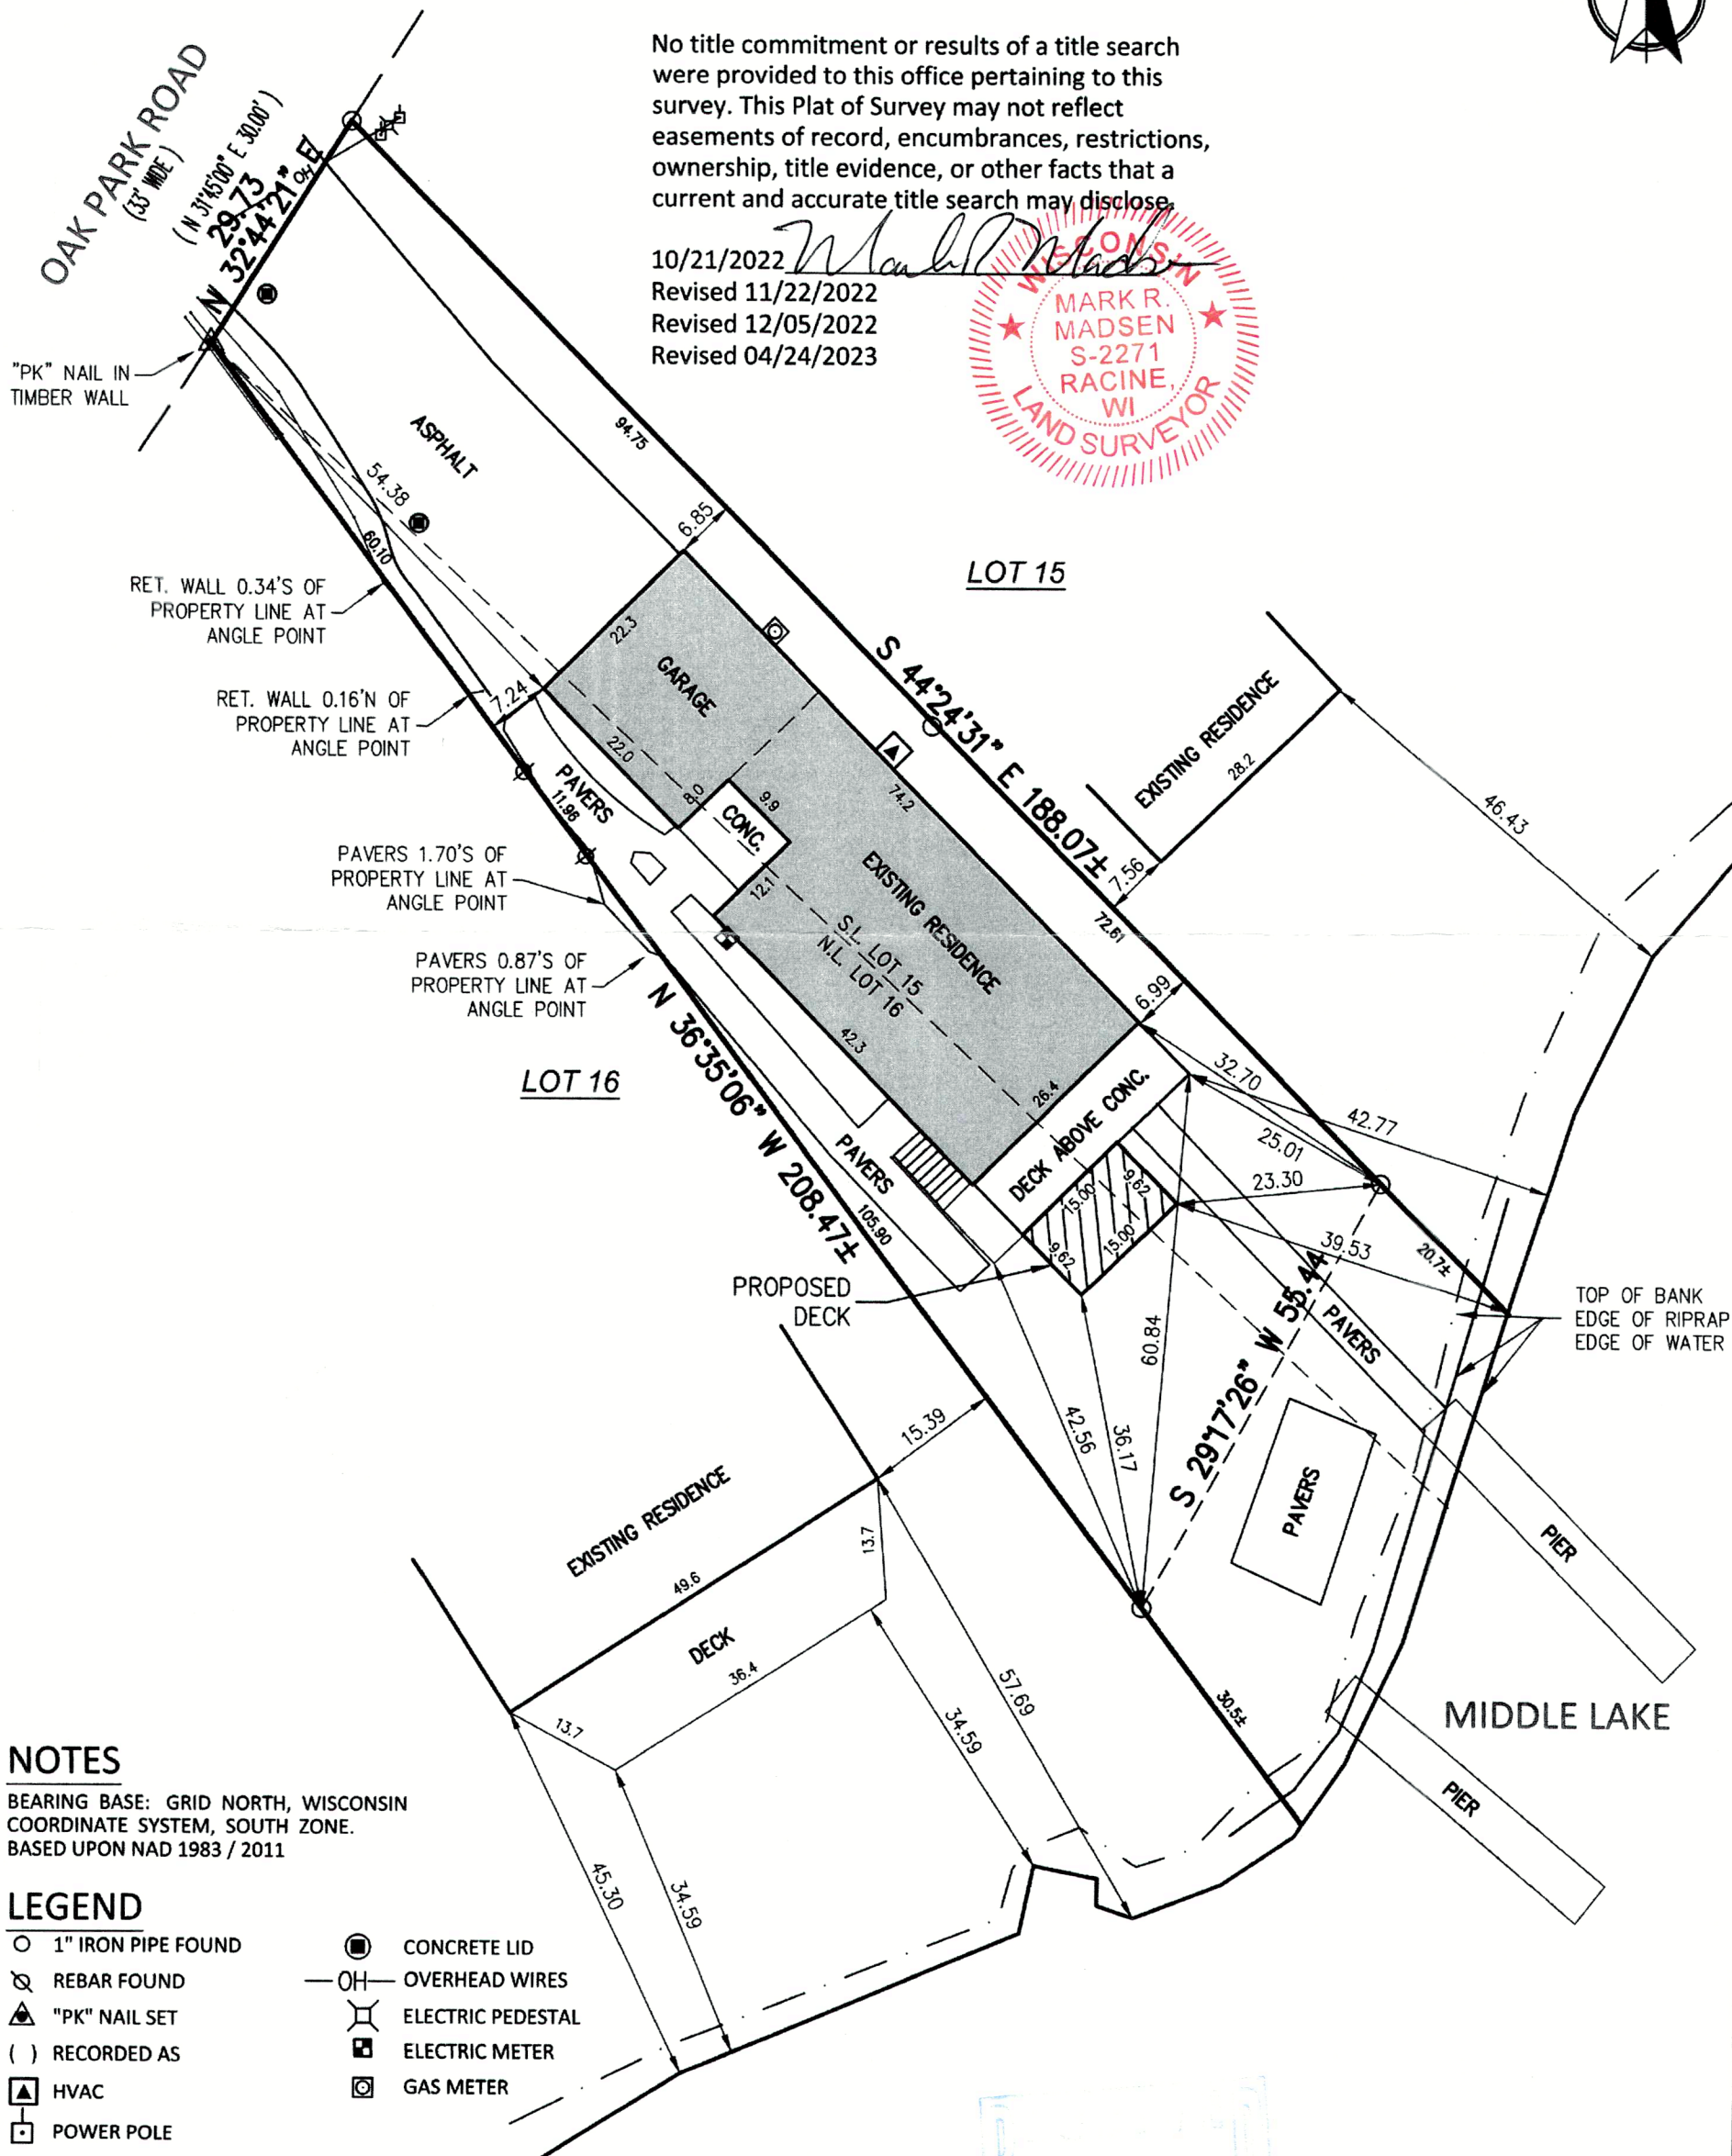 No title commitment or results of a title search
were provided to this office pertaining to this
survey. This Plat of Survey may not reflect
easements of record, encumbrances, restrictions,
ownership, title evidence, or other facts that a
current and accurate title search may disclose.
10/21/2022
Revised 11/22/2022
Revised 12/05/2022
Revised 04/24/2023
WISCONSIN
MARK R.
MADSEN
S-2271
RACINE,
WI
LAND SURVEYOR
OAK PARK ROAD
(33' WIDE)
(N 31°45'00" E 30.00')
29.73
N 32°44'21" E
OH
"PK" NAIL IN
TIMBER WALL
ASPHALT
94.75
54.38
60.10
6.85
LOT 15
RET. WALL 0.34'S OF
PROPERTY LINE AT
ANGLE POINT
22.3
GARAGE
S 44°24'31" E 188.07±
RET. WALL 0.16'N OF
PROPERTY LINE AT
ANGLE POINT
7.24
22.0
EXISTING RESIDENCE
28.2
46.43
PAVERS
11.96
8.0
9.9
CONC.
74.2
7.56
PAVERS 1.70'S OF
PROPERTY LINE AT
ANGLE POINT
12.1
EXISTING RESIDENCE
S.L. LOT 15
N.L. LOT 16
72.61
PAVERS 0.87'S OF
PROPERTY LINE AT
ANGLE POINT
6.99
N 36°35'06" W 208.47±
42.3
LOT 16
26.4
32.70
DECK ABOVE CONC.
42.77
25.01
23.30
PAVERS
105.90
15.00'
9.62
15.00'
9.62
39.53
20.7±
PROPOSED
DECK
TOP OF BANK
EDGE OF RIPRAP
EDGE OF WATER
60.84
S 29°17'26" W 55.44
PAVERS
15.39
42.56
36.17
PAVERS
PIER
EXISTING RESIDENCE
13.7
49.6
DECK
36.4
57.69
34.59
30.5±
MIDDLE LAKE
13.7
PIER
45.30
34.59
NOTES
BEARING BASE: GRID NORTH, WISCONSIN
COORDINATE SYSTEM, SOUTH ZONE.
BASED UPON NAD 1983 / 2011
LEGEND
1" IRON PIPE FOUND
REBAR FOUND
"PK" NAIL SET
( ) RECORDED AS
HVAC
POWER POLE
CONCRETE LID
—OH— OVERHEAD WIRES
ELECTRIC PEDESTAL
ELECTRIC METER
GAS METER